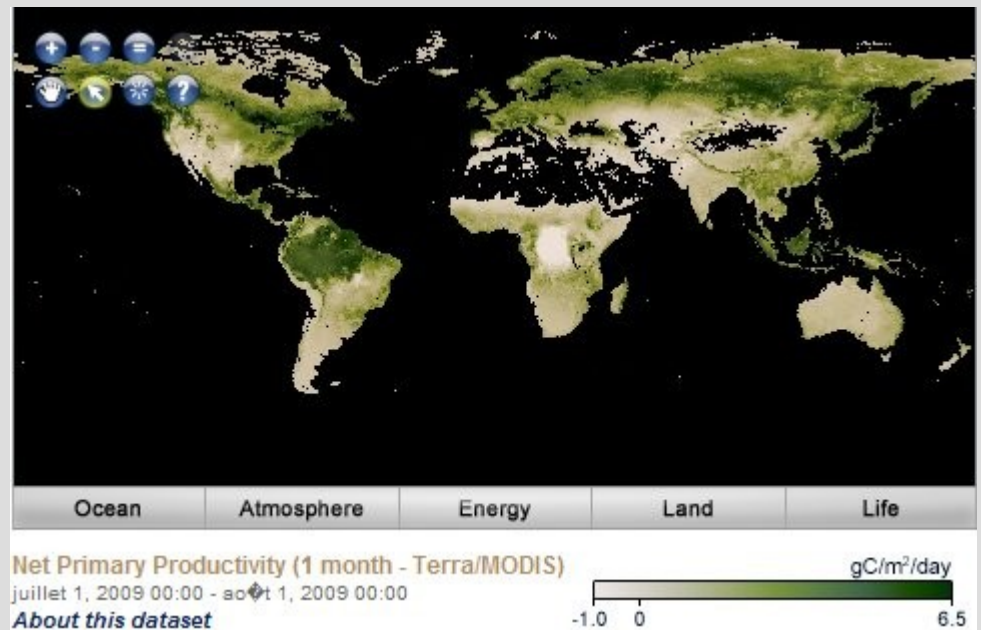 + - =
?
Ocean Atmosphere Energy Land Life
Net Primary Productivity (1 month - Terra/MODIS)
gC/m²/day
juillet 1, 2009 00:00 - ao�t 1, 2009 00:00
About this dataset
-1.0 0 6.5